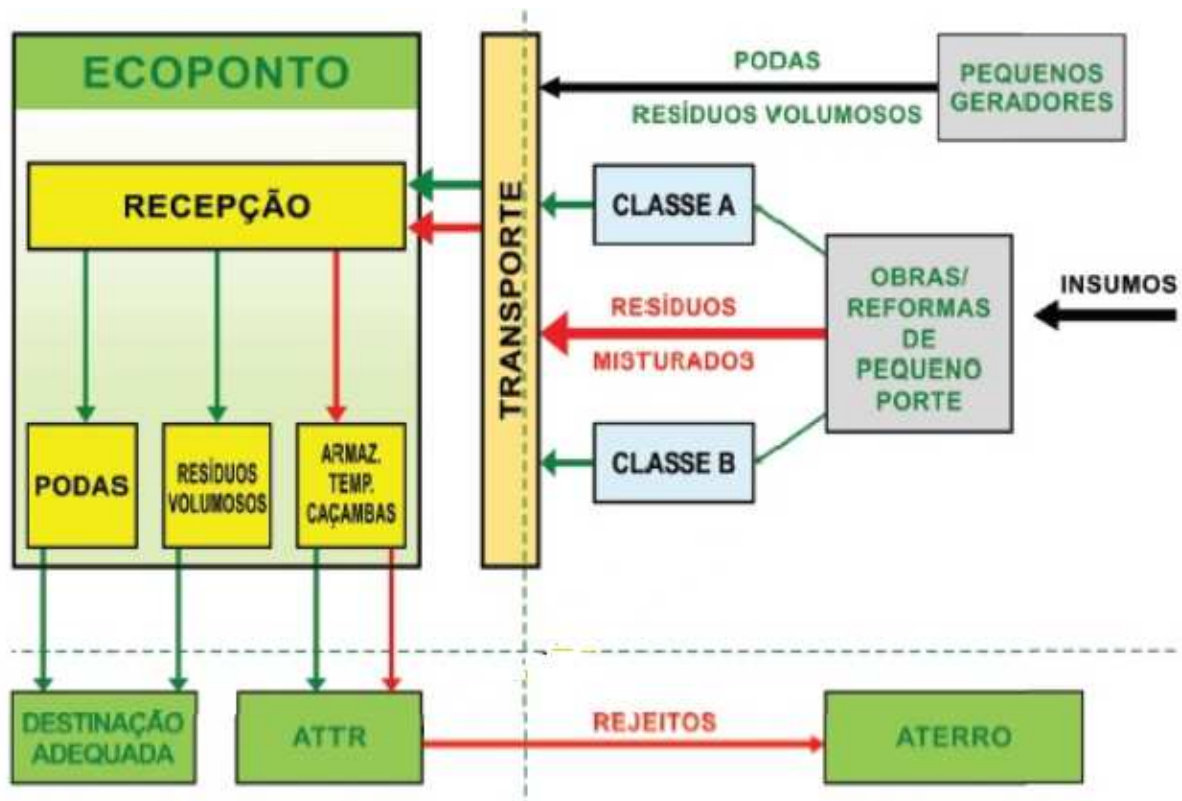 ECOPONTO
RECEPÇÃO
PODAS
RESÍDUOS
VOLUMOSOS
ARMAZ.
TEMP.
CAÇAMBAS
TRANSPORTE
PODAS
RESÍDUOS VOLUMOSOS
PEQUENOS
GERADORES
CLASSE A
RESÍDUOS
MISTURADOS
CLASSE B
OBRAS/
REFORMAS
DE
PEQUENO
PORTE
INSUMOS
DESTINAÇÃO
ADEQUADA
ATTR
REJEITOS
ATERRO